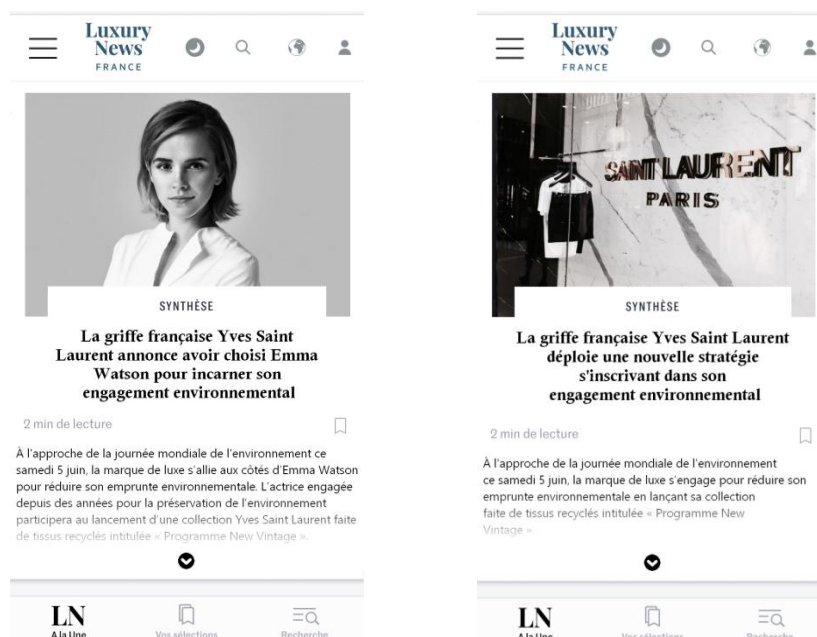 Luxury
News
FRANCE
SYNTHÈSE
La griffe française Yves Saint
Laurent annonce avoir choisi Emma
Watson pour incarner son
engagement environnemental
2 min de lecture
À l'approche de la journée mondiale de l'environnement ce
samedi 5 juin, la marque de luxe s'allie aux côtés d'Emma Watson
pour réduire son emprunte environnementale. L'actrice engagée
depuis des années pour la préservation de l'environnement
participera au lancement d'une collection Yves Saint Laurent faite
de tissus recyclés intitulée « Programme New Vintage ».
LN
A la Une
Vos sélections
Recherche
Luxury
News
FRANCE
SAINT LAURENT
PARIS
SYNTHÈSE
La griffe française Yves Saint Laurent
déploie une nouvelle stratégie
s'inscrivant dans son
engagement environnemental
2 min de lecture
À l'approche de la journée mondiale de l'environnement
ce samedi 5 juin, la marque de luxe s'engage pour réduire son
emprunte environnementale en lançant sa collection
faite de tissus recyclés intitulée « Programme New
Vintage ».
LN
A la Une
Vos sélections
Recherche